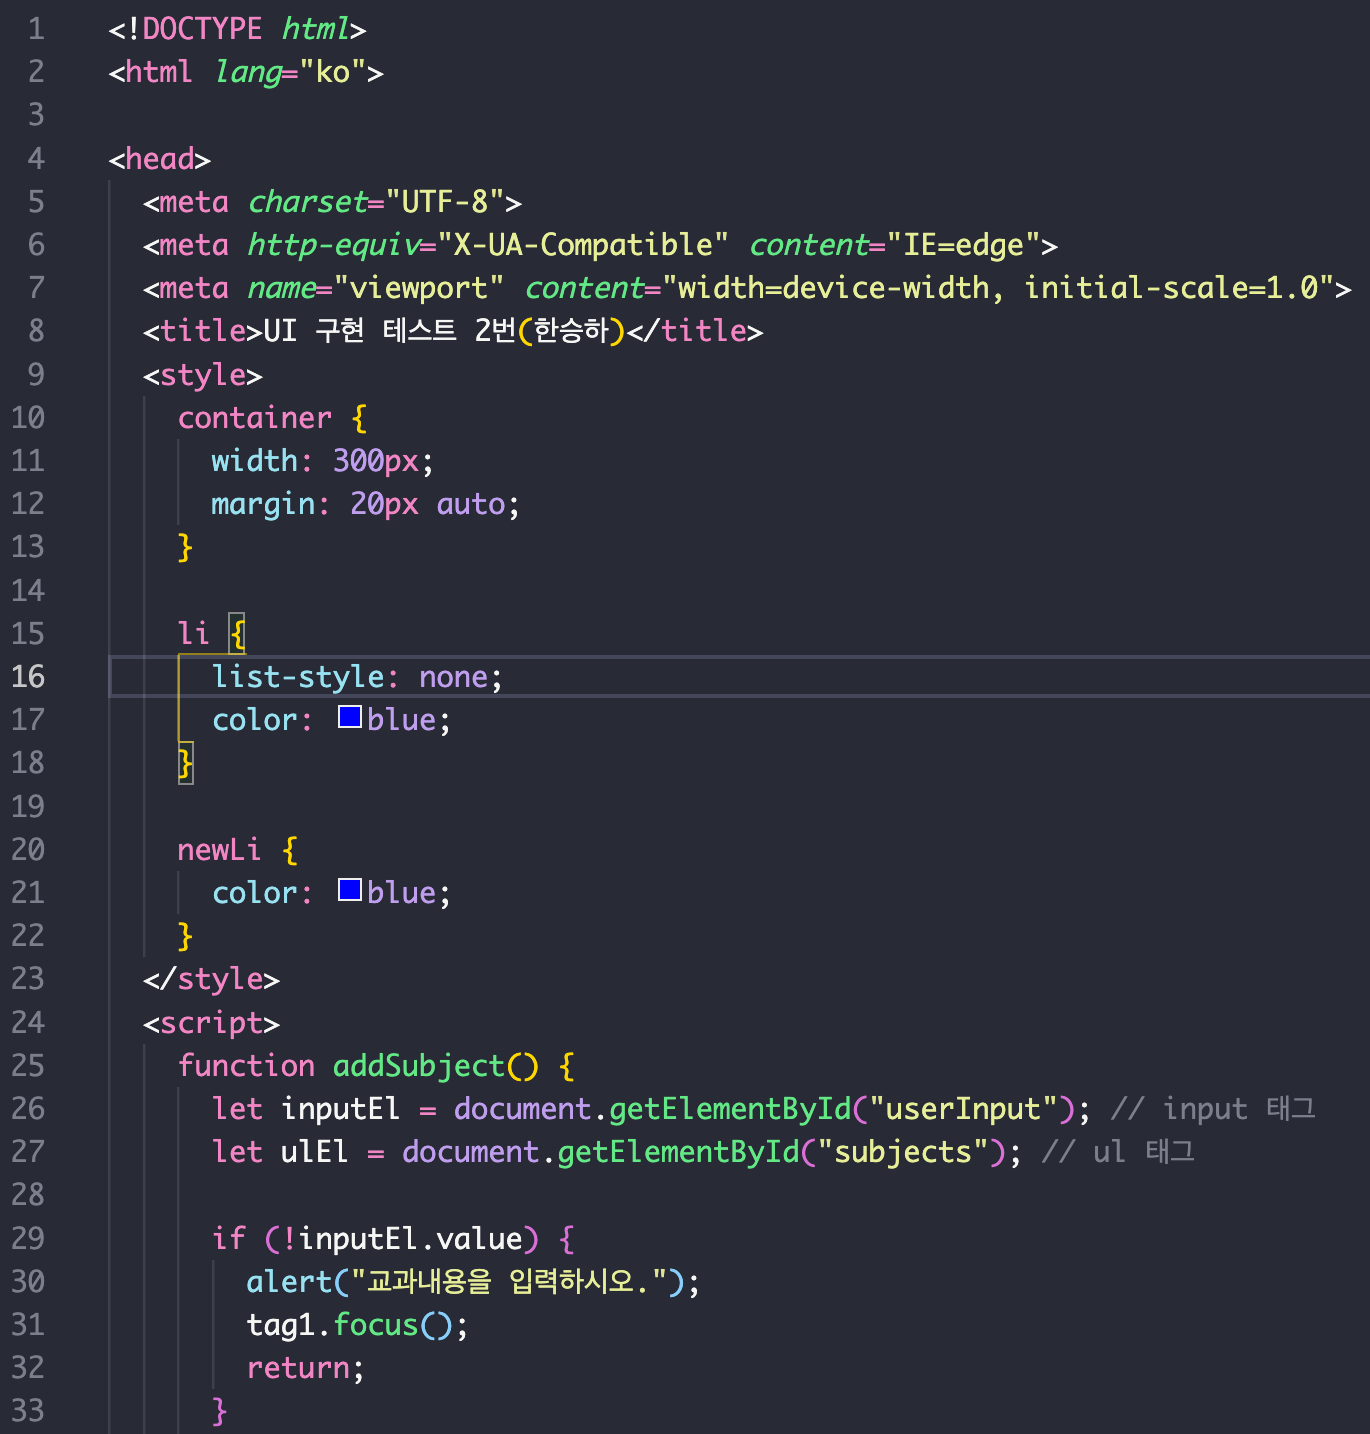 1 <!DOCTYPE html>
2 <html lang="ko">
3
4 <head>
5 <meta charset="UTF-8">
6 <meta http-equiv="X-UA-Compatible" content="IE=edge">
7 <meta name="viewport" content="width=device-width, initial-scale=1.0">
8 <title>UI 구현 테스트 2번(한승하)</title>
9 <style>
10 container {
11 width: 300px;
12 margin: 20px auto;
13 }
14
15 li {
16 list-style: none;
17 color: blue;
18 }
19
20 newLi {
21 color: blue;
22 }
23 </style>
24 <script>
25 function addSubject() {
26 let inputEl = document.getElementById("userInput"); // input 태그
27 let ulEl = document.getElementById("subjects"); // ul 태그
28
29 if (!inputEl.value) {
30 alert("교과내용을 입력하시오.");
31 tag1.focus();
32 return;
33 }